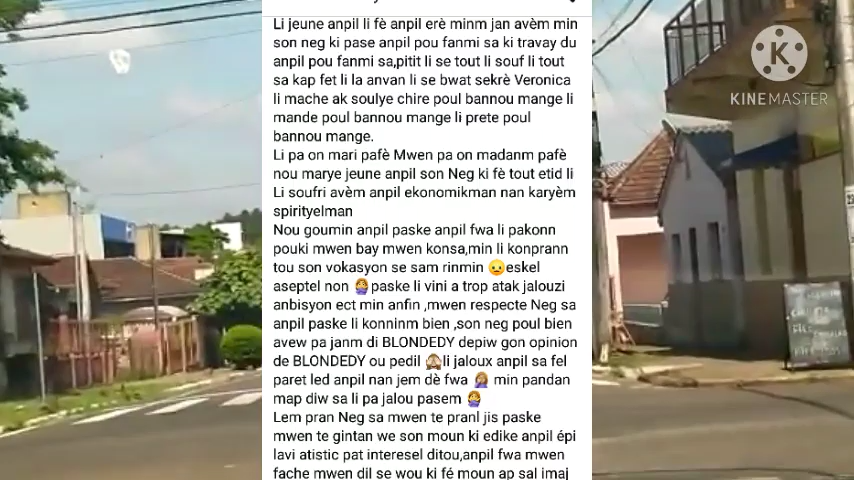 Li jeune anpil li fè anpil erè minm jan avèm min
son neg ki pase anpil pou fanmi sa ki travay du
anpil pou fanmi sa,pitit li se tout li souf li tout
sa kap fet li la anvan li se bwat sekrè Veronica
li mache ak soulye chire poul bannou mange li
mande poul bannou mange li prete poul
bannou mange.
Li pa on mari pafè Mwen pa on madanm pafè
nou marye jeune anpil son Neg ki fè tout etid li
Li soufri avèm anpil ekonomikman nan karyèm
spirityelman
Nou goumin anpil paske anpil fwa li pakonn
pouki mwen bay mwen konsa,min li konprann
tou son vokasyon se sam rinmin 🫤eskel
aseptel non 🤷‍♀️paske li vini a trop atak jalouzi
anbisyon ect min anfin ,mwen respecte Neg sa
anpil paske li konninm bien ,son neg poul bien
avew pa janm di BLONDEDY depiw gon opinion
de BLONDEDY ou pedil 🙈li jaloux anpil sa fel
paret led anpil nan jem dè fwa 🤦‍♀️ min pandan
map diw sa li pa jalou pasem 🤷‍♀️
Lem pran Neg sa mwen te pranl jis paske
mwen te gintan we son moun ki edike anpil épi
lavi atistic pat interesel ditou,anpil fwa mwen
fache mwen dil se wou ki fé moun ap sal imaj
KINEMASTER